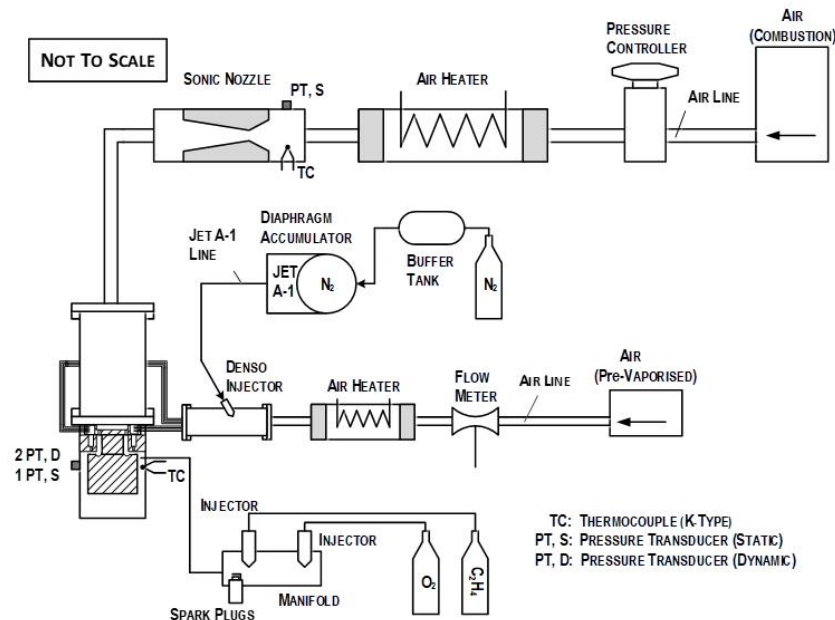 NOT TO SCALE
SONIC NOZZLE
PT, S
TC
AIR HEATER
PRESSURE
CONTROLLER
AIR LINE
AIR
(COMBUSTION)
JET A-1
LINE
DIAPHRAGM
ACCUMULATOR
JET
A-1
N₂
BUFFER
TANK
N₂
DENSO
INJECTOR
AIR HEATER
FLOW
METER
AIR LINE
AIR
(PRE-VAPORISED)
2 PT, D
1 PT, S
TC
INJECTOR
INJECTOR
SPARK PLUGS
MANIFOLD
O₂
C₂H₄
TC: THERMOCOUPLE (K-TYPE)
PT, S: PRESSURE TRANSDUCER (STATIC)
PT, D: PRESSURE TRANSDUCER (DYNAMIC)